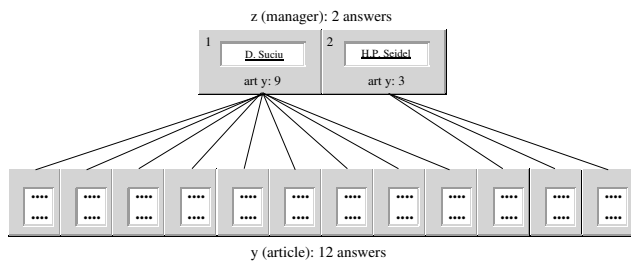 z (manager): 2 answers
1 D. Suciu 2 H.P. Seidel
art y: 9 art y: 3
•••• •••• •••• •••• •••• •••• •••• •••• •••• •••• •••• ••••
•••• •••• •••• •••• •••• •••• •••• •••• •••• •••• •••• ••••
y (article): 12 answers